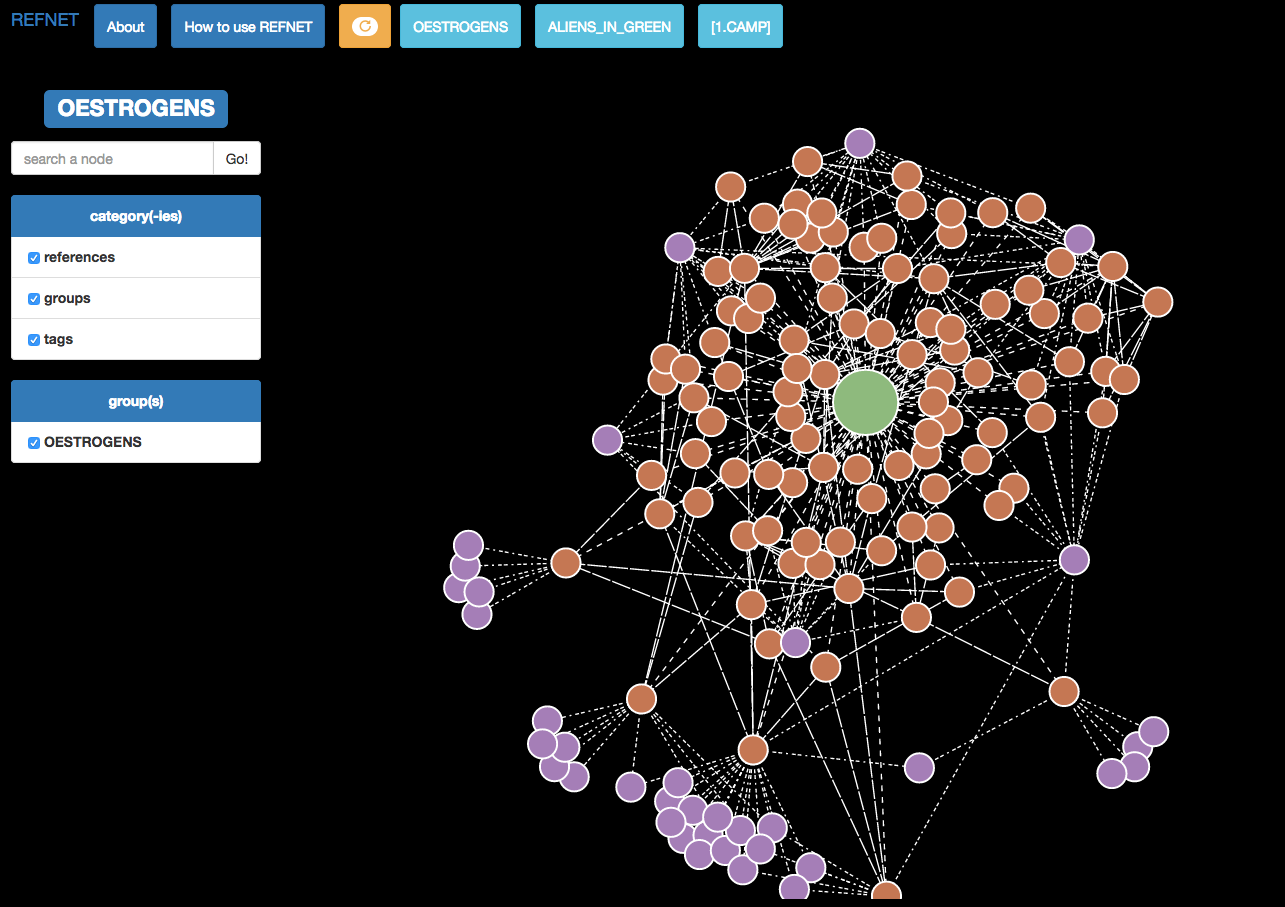 REFNET
About
How to use REFNET
OESTROGENS
ALIENS_IN_GREEN
[1.CAMP]
OESTROGENS
search a node
Go!
category(-ies)
references
groups
tags
group(s)
OESTROGENS